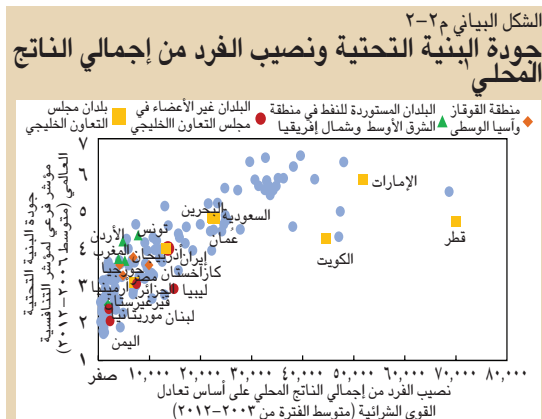 الشكل البياني م٢-٢
جودة البنية التحتية ونصيب الفرد من إجمالي الناتج
المحلي١
منطقة القوقاز
وآسيا الوسطى
البلدان المستوردة للنفط في منطقة
الشرق الأوسط وشمال إفريقيا
البلدان غير الأعضاء في
مجلس التعاون االخليجي
بلدان مجلس
التعاون الخليجي
جودة البنية التحتية
مؤشر فرعي لمؤشر التنافسية
العالمي (متوسط ٢٠٠٦-٢٠١٢)
٧
٦
٥
٤
٣
٢
١
الإمارات
البحرين
السعودية
قطر
عُمان
الكويت
تونس
الأردن
المغرب
أذربيجان
إيران
جورجيا
كازاخستان
مصر
أرمينيا
الجزائر
ليبيا
قيرغيزستان
موريتانيا
لبنان
اليمن
صفر
١٠,٠٠٠
٢٠,٠٠٠
٣٠,٠٠٠
٤٠,٠٠٠
٥٠,٠٠٠
٦٠,٠٠٠
٧٠,٠٠٠
٨٠,٠٠٠
نصيب الفرد من إجمالي الناتج المحلي على أساس تعادل
القوى الشرائية (متوسط الفترة من ٢٠٠٣-٢٠١٢)